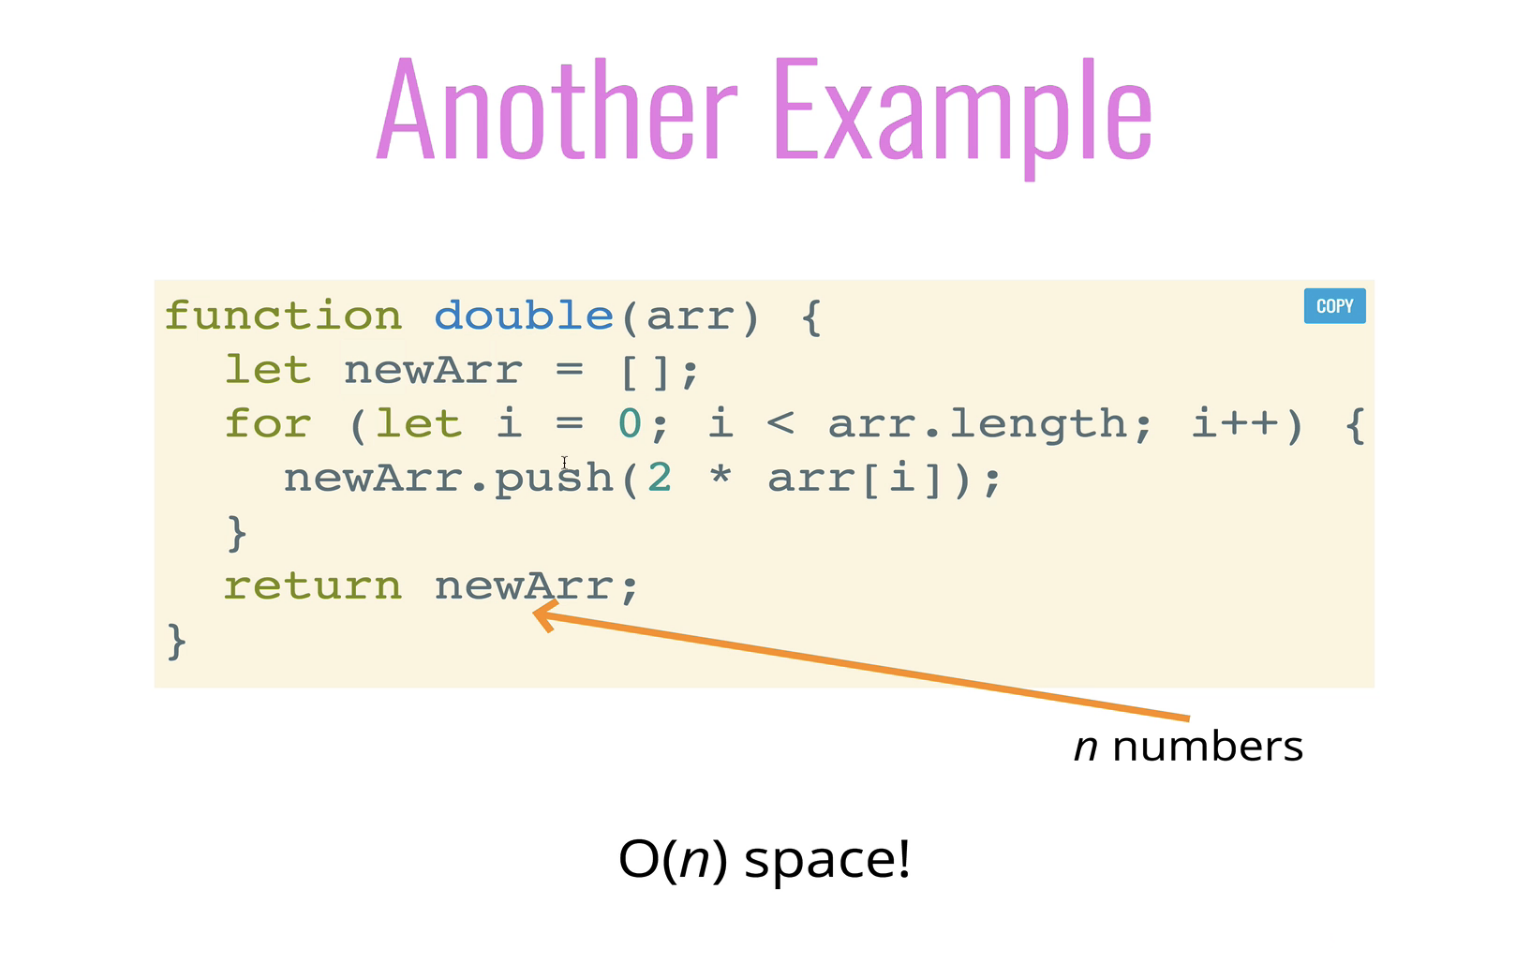 Another Example
function double(arr) {
COPY
  let newArr = [];
  for (let i = 0; i < arr.length; i++) {
    newArr.push(2 * arr[i]);
  }
  return newArr;
}
n numbers
O(n) space!